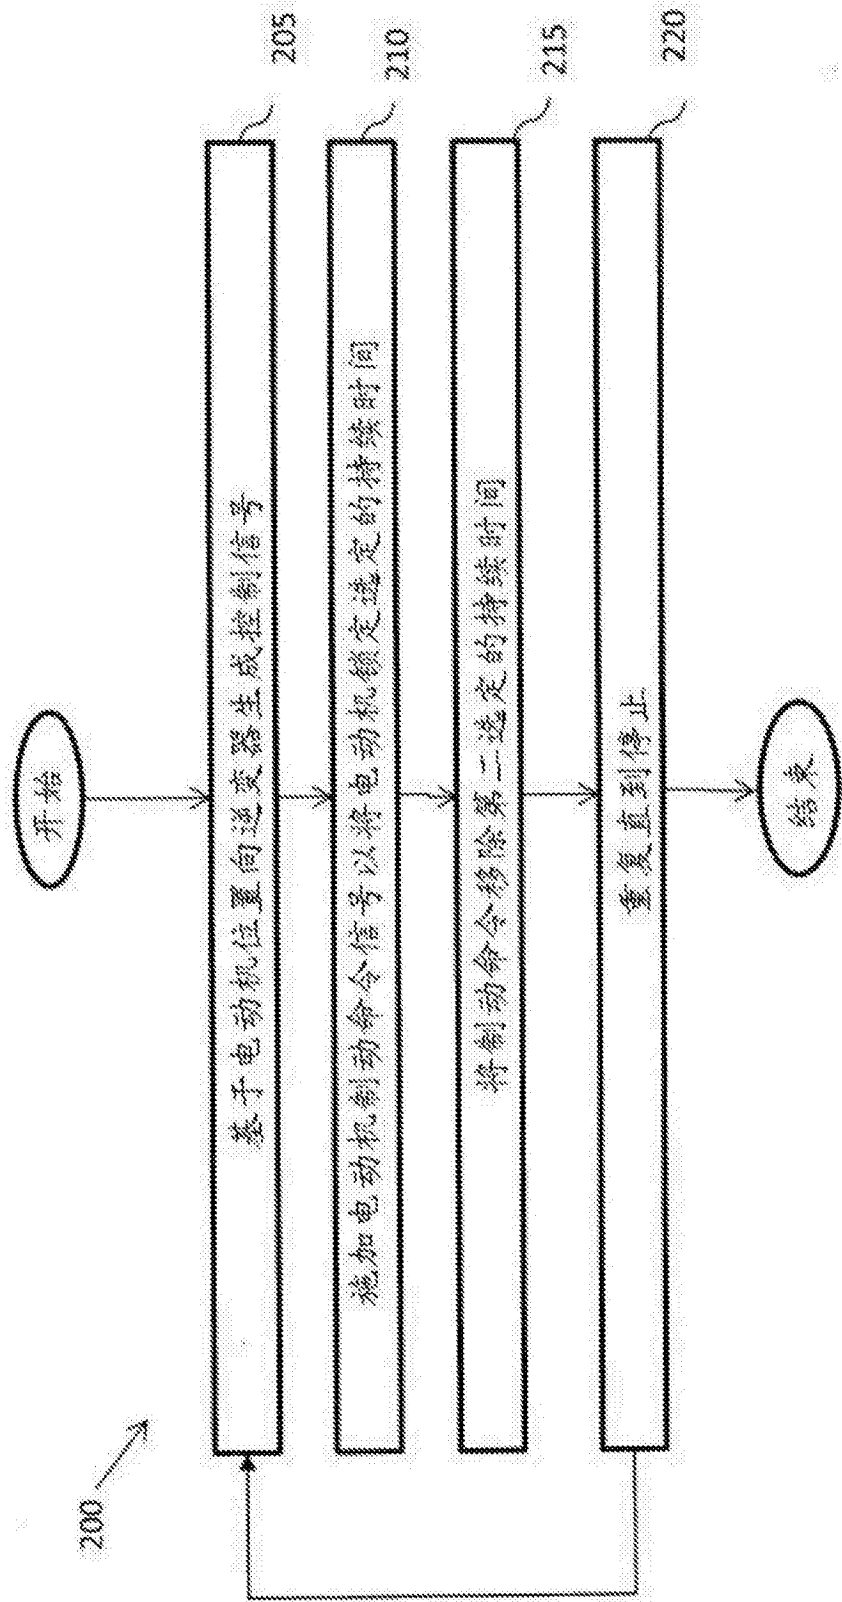 200
开始
基于电动机位置向逆变器生成控制信号
205
施加电动机制动命令信号以将电动机锁定选定的持续时间
210
将制动命令移除第二选定的持续时间
215
重复直到停止
220
结束